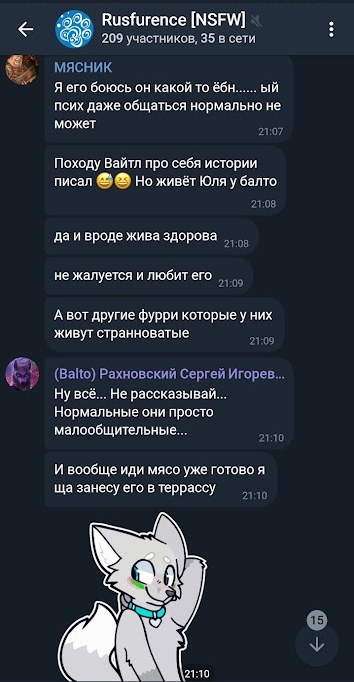 Rusfurence [NSFW]
209 участников, 35 в сети
МЯСНИК
Я его боюсь он какой то ёбн...... ый
псих даже общаться нормально не
может
21:07
Походу Вайтл про себя истории
писал 😅😆 Но живёт Юля у балто
21:08
да и вроде жива здорова
21:08
не жалуется и любит его
21:09
А вот другие фурри которые у них
живут странноватые
21:09
(Balto) Рахновский Сергей Игорев...
Ну всё... Не рассказывай...
Нормальные они просто
малообщительные...
21:10
И вообще иди мясо уже готово я
ща занесу его в террассу
21:10
15
21:10